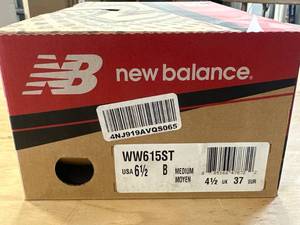 NB new balance
4NJ919AVQS065
WW615ST
USA 6½ B MEDIUM MOYEN 4½ UK 37 EUR